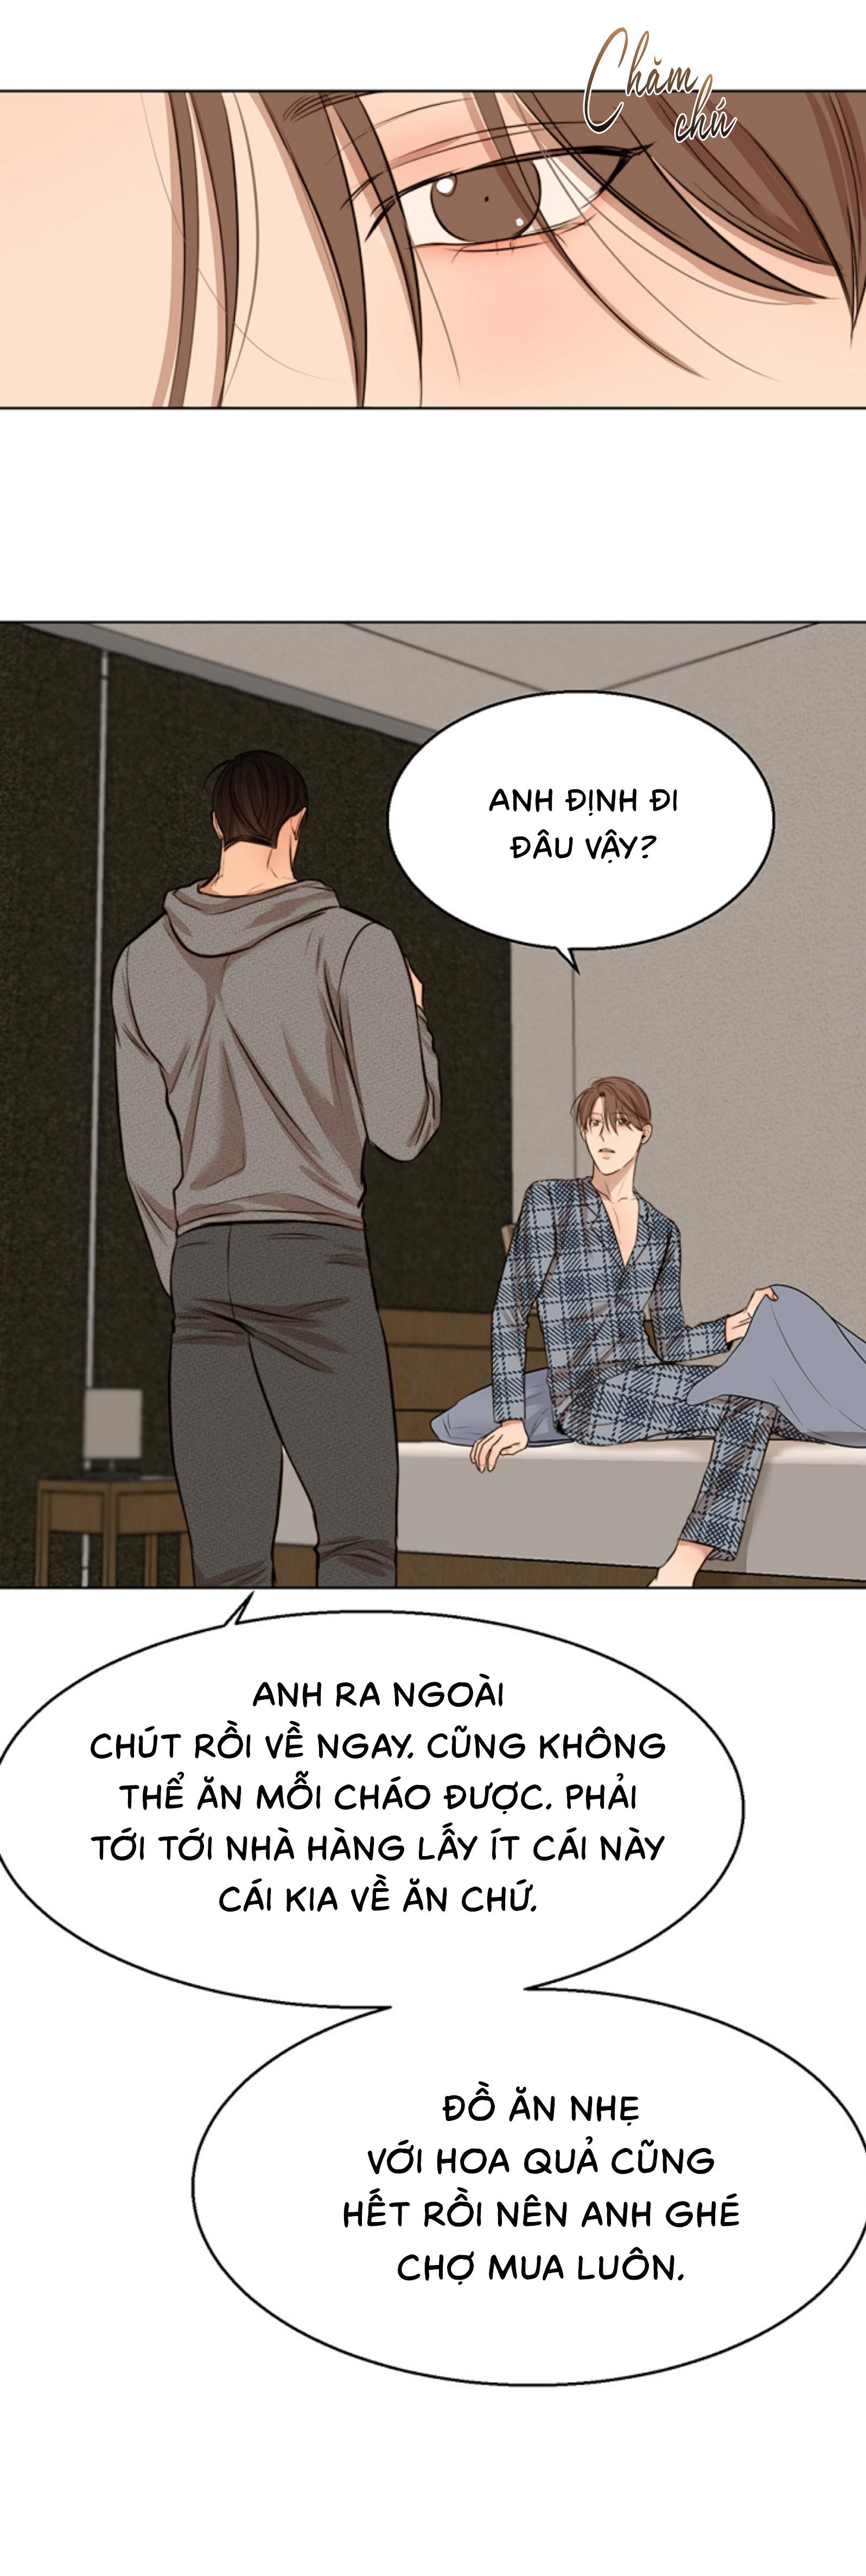 Chăm
chú
ANH ĐỊNH ĐI
ĐÂU VẬY?
ANH RA NGOÀI
CHÚT RỒI VỀ NGAY. CŨNG KHÔNG
THỂ ĂN MỖI CHÁO ĐƯỢC. PHẢI
TỚI TỚI NHÀ HÀNG LẤY ÍT CÁI NÀY
CÁI KIA VỀ ĂN CHỨ.
ĐỒ ĂN NHẸ
VỚI HOA QUẢ CŨNG
HẾT RỒI NÊN ANH GHÉ
CHỢ MUA LUÔN.